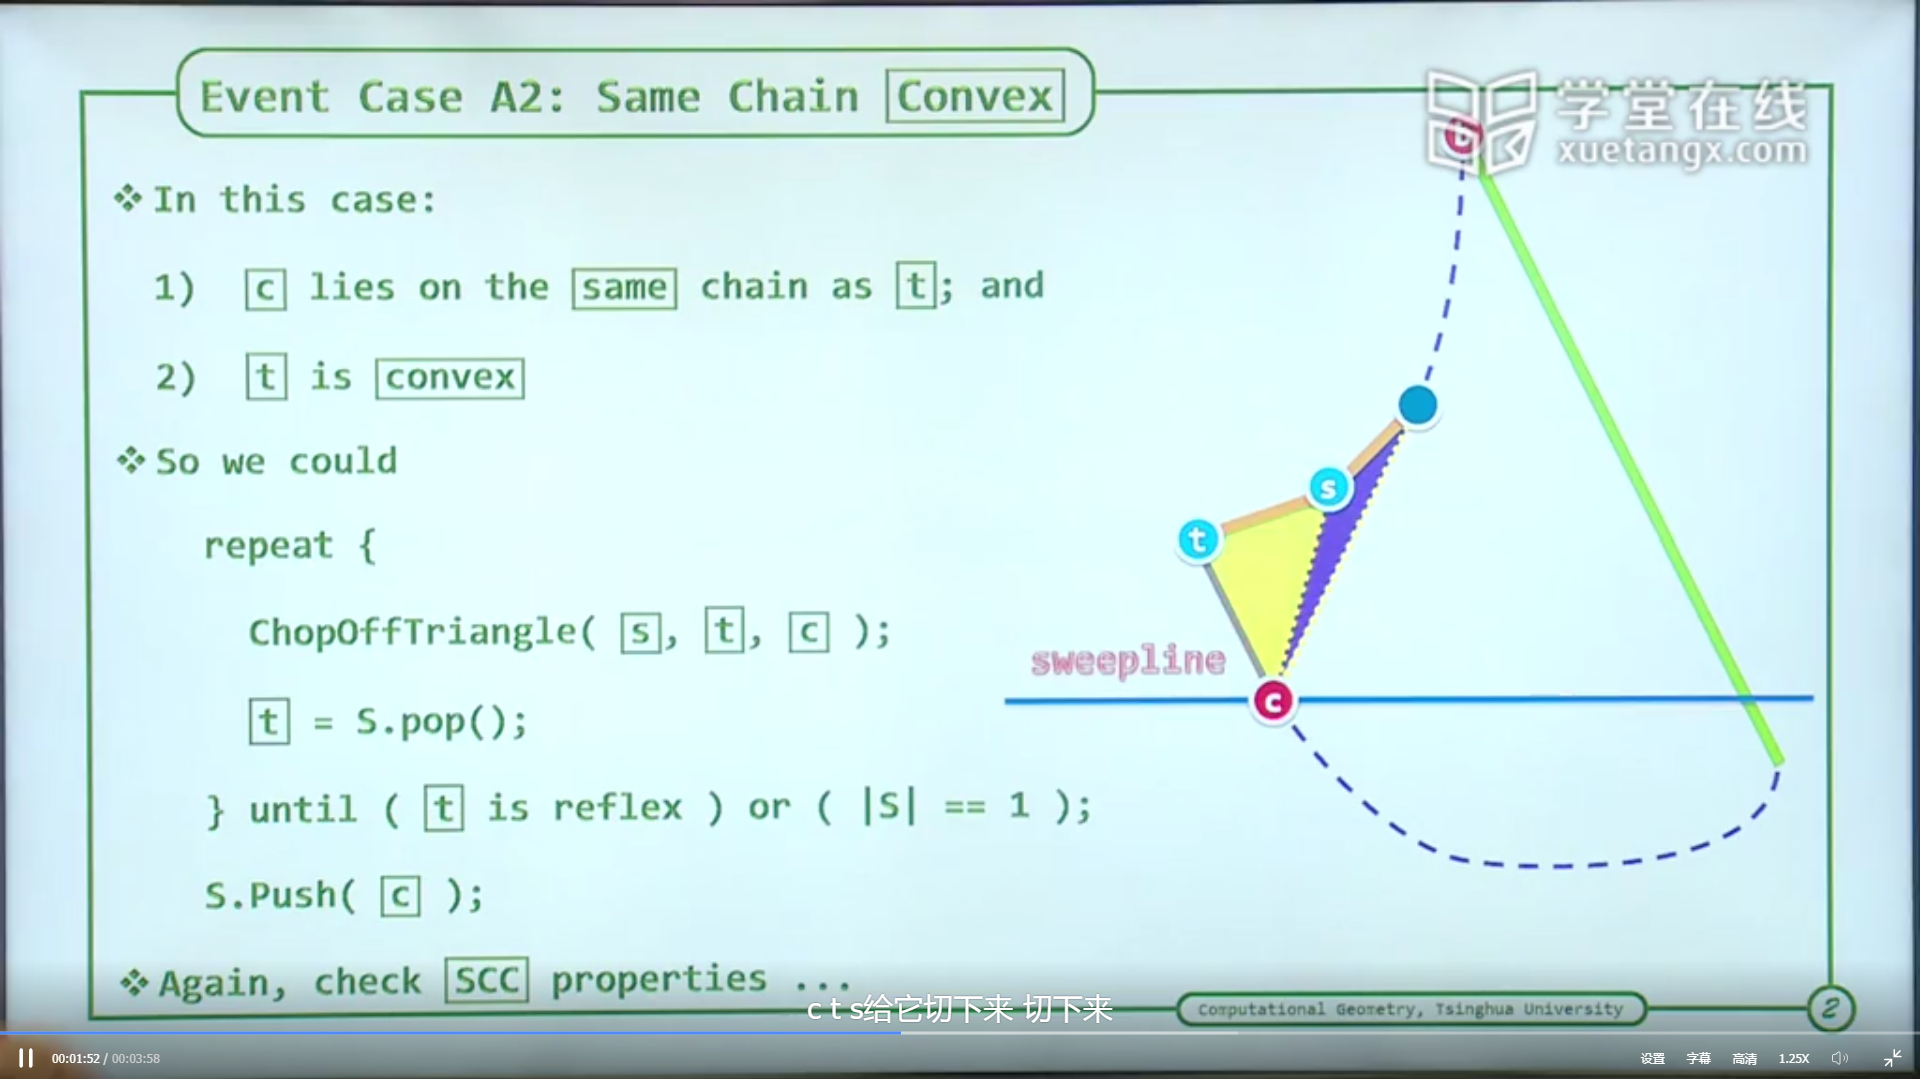 Event Case A2: Same Chain Convex
学堂在线
xuetangx.com
b
❖ In this case:
1) c lies on the same chain as t; and
2) t is convex
❖ So we could
repeat {
ChopOffTriangle( s, t, c );
t = S.pop();
} until ( t is reflex ) or ( |S| == 1 );
S.Push( c );
❖ Again, check SCC properties ...
s
t
sweepline
c
c t s给它切下来 切下来
Computational Geometry, Tsinghua University
2
00:01:52 / 00:03:58
设置 字幕 高清 1.25X